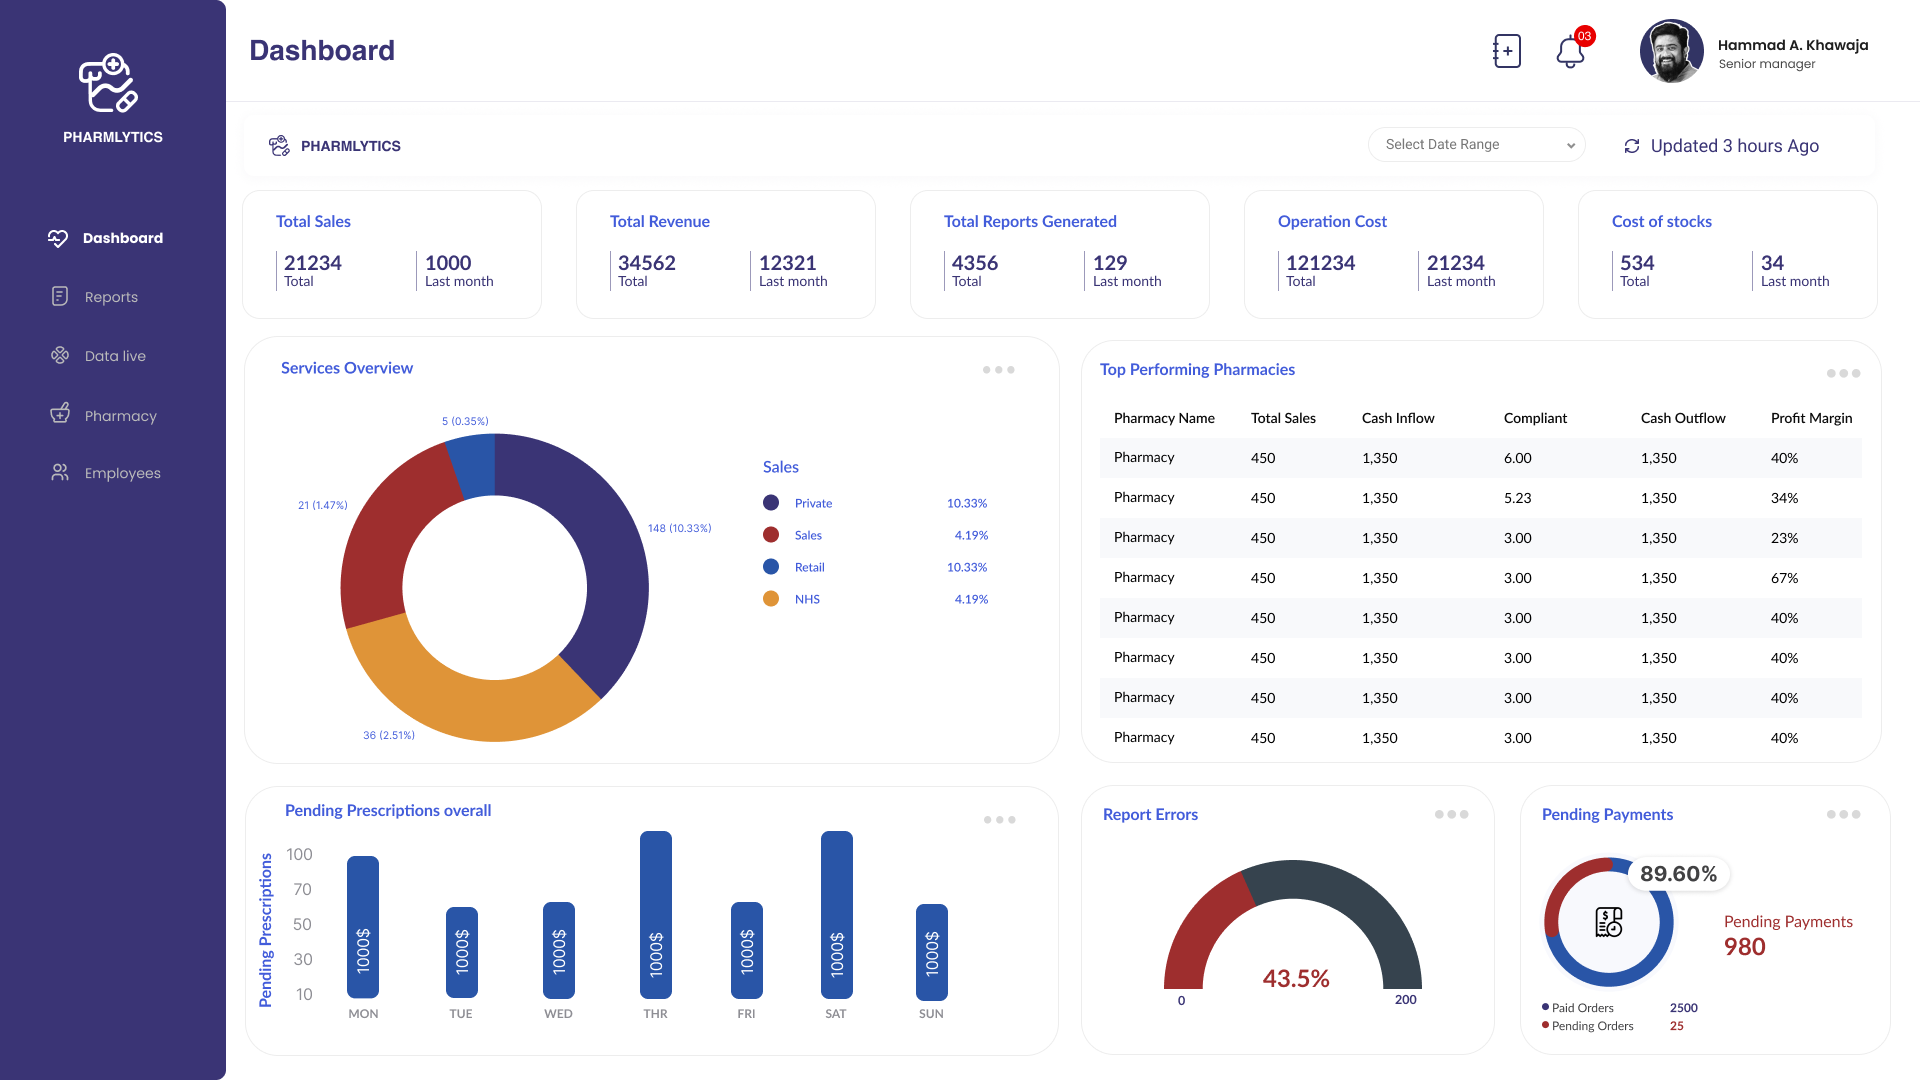 Dashboard
03
Hammad A. Khawaja
Senior manager
PHARMLYTICS
Dashboard
Reports
Data live
Pharmacy
Employees
PHARMLYTICS
Select Date Range
Updated 3 hours Ago
Total Sales
21234
Total
1000
Last month
Total Revenue
34562
Total
12321
Last month
Total Reports Generated
4356
Total
129
Last month
Operation Cost
121234
Total
21234
Last month
Cost of stocks
534
Total
34
Last month
Services Overview
5 (0.35%)
21 (1.47%)
148 (10.33%)
36 (2.51%)
Sales
Private 10.33%
Sales 4.19%
Retail 10.33%
NHS 4.19%
Top Performing Pharmacies
Pharmacy Name Total Sales Cash Inflow Compliant Cash Outflow Profit Margin
Pharmacy 450 1,350 6.00 1,350 40%
Pharmacy 450 1,350 5.23 1,350 34%
Pharmacy 450 1,350 3.00 1,350 23%
Pharmacy 450 1,350 3.00 1,350 67%
Pharmacy 450 1,350 3.00 1,350 40%
Pharmacy 450 1,350 3.00 1,350 40%
Pharmacy 450 1,350 3.00 1,350 40%
Pharmacy 450 1,350 3.00 1,350 40%
Pending Prescriptions overall
Pending Prescriptions
100
70
50
30
10
1000$ 1000$ 1000$ 1000$ 1000$ 1000$ 1000$
MON TUE WED THR FRI SAT SUN
Report Errors
43.5%
0 200
Pending Payments
89.60%
$
Pending Payments
980
Paid Orders 2500
Pending Orders 25